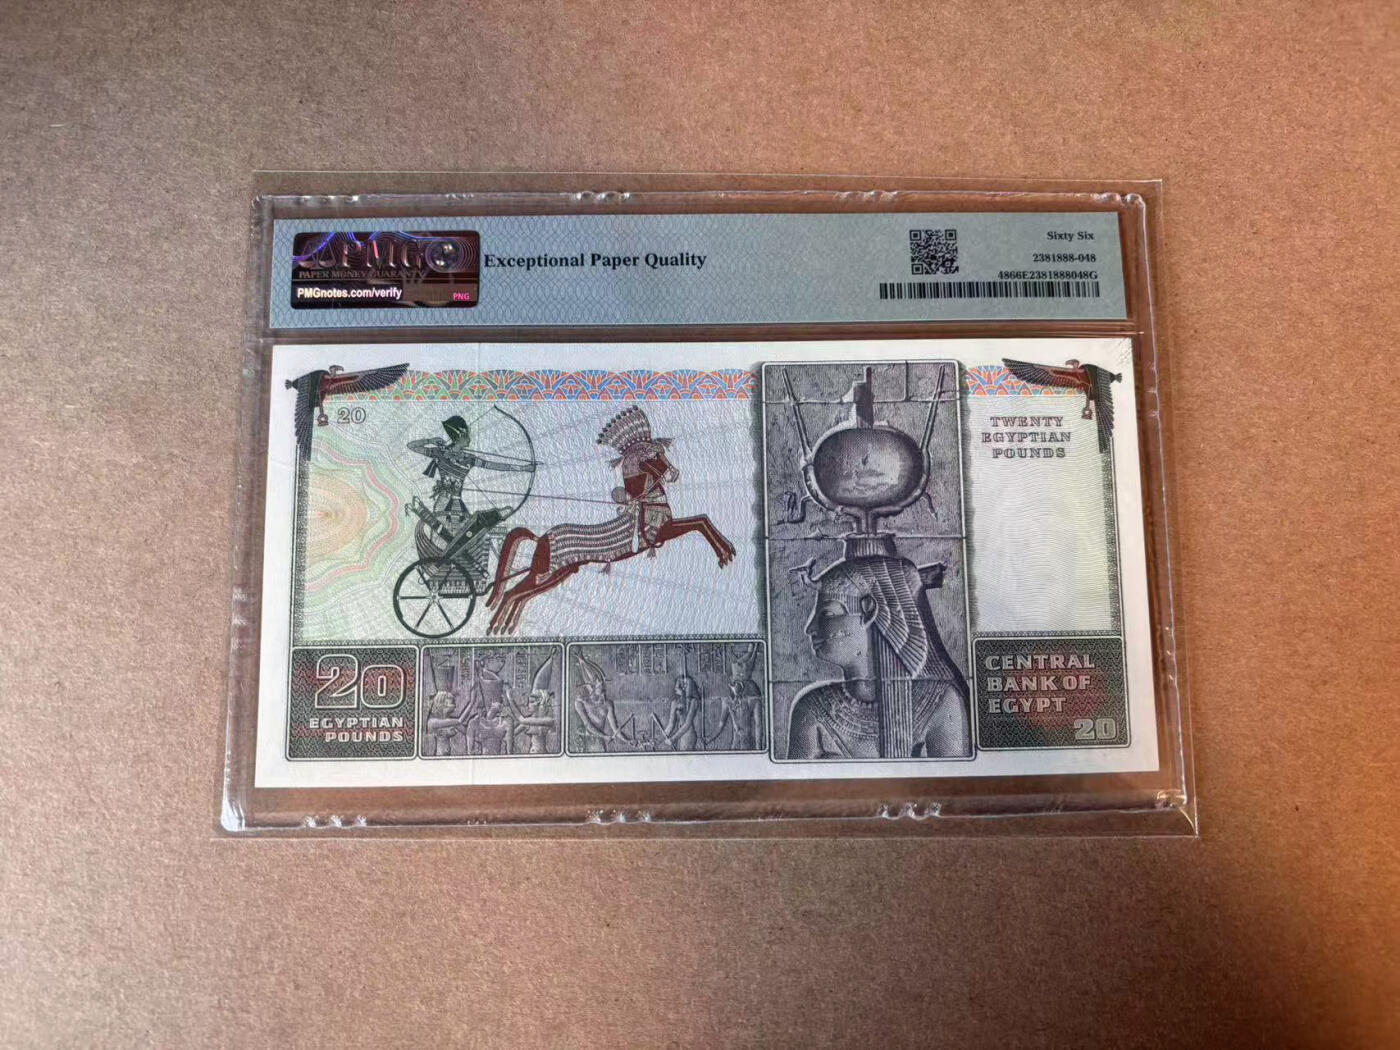 PMG
PAPER MONEY GUARANTY
PMGnotes.com/verify
PNG
Exceptional Paper Quality
Sixty Six
2381888-048
4866E2381888048G
20
TWENTY
EGYPTIAN
POUNDS
20
EGYPTIAN
POUNDS
CENTRAL
BANK OF
EGYPT
20